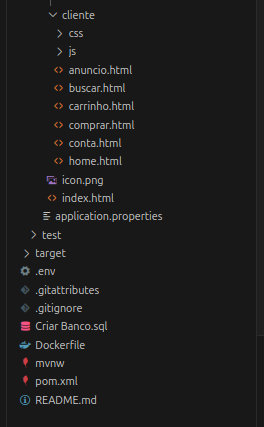 cliente
css
js
anuncio.html
buscar.html
carrinho.html
comprar.html
conta.html
home.html
icon.png
index.html
application.properties
test
target
.env
.gitattributes
.gitignore
Criar Banco.sql
Dockerfile
mvnw
pom.xml
README.md